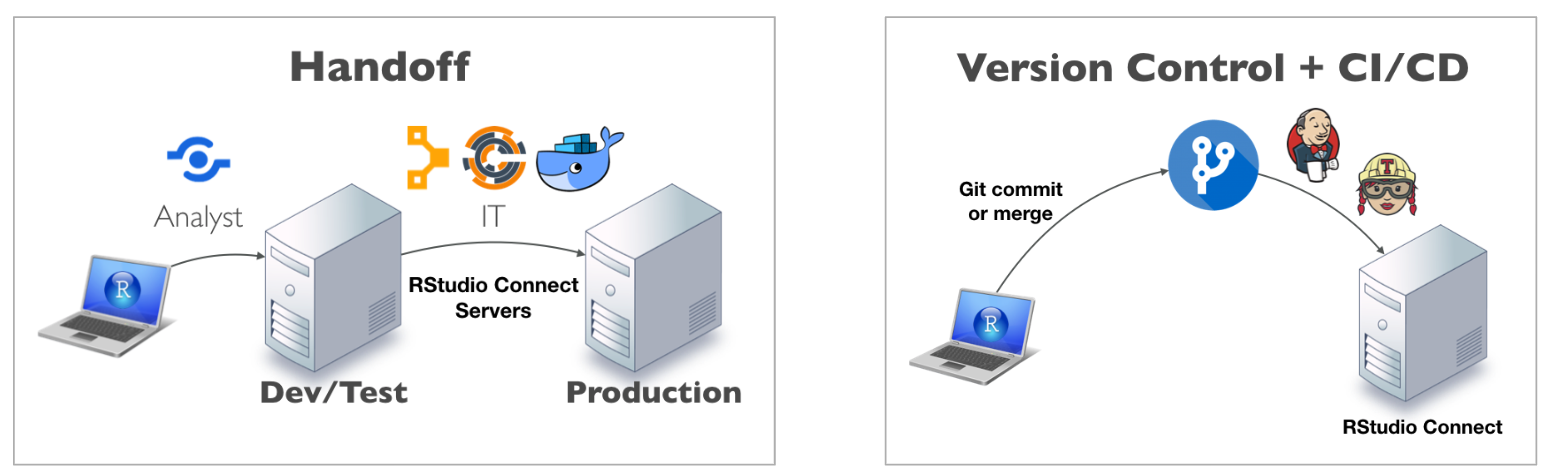 Handoff
Analyst
IT
R
RStudio Connect
Servers
Dev/Test
Production
Version Control + CI/CD
Git commit
or merge
T
R
RStudio Connect